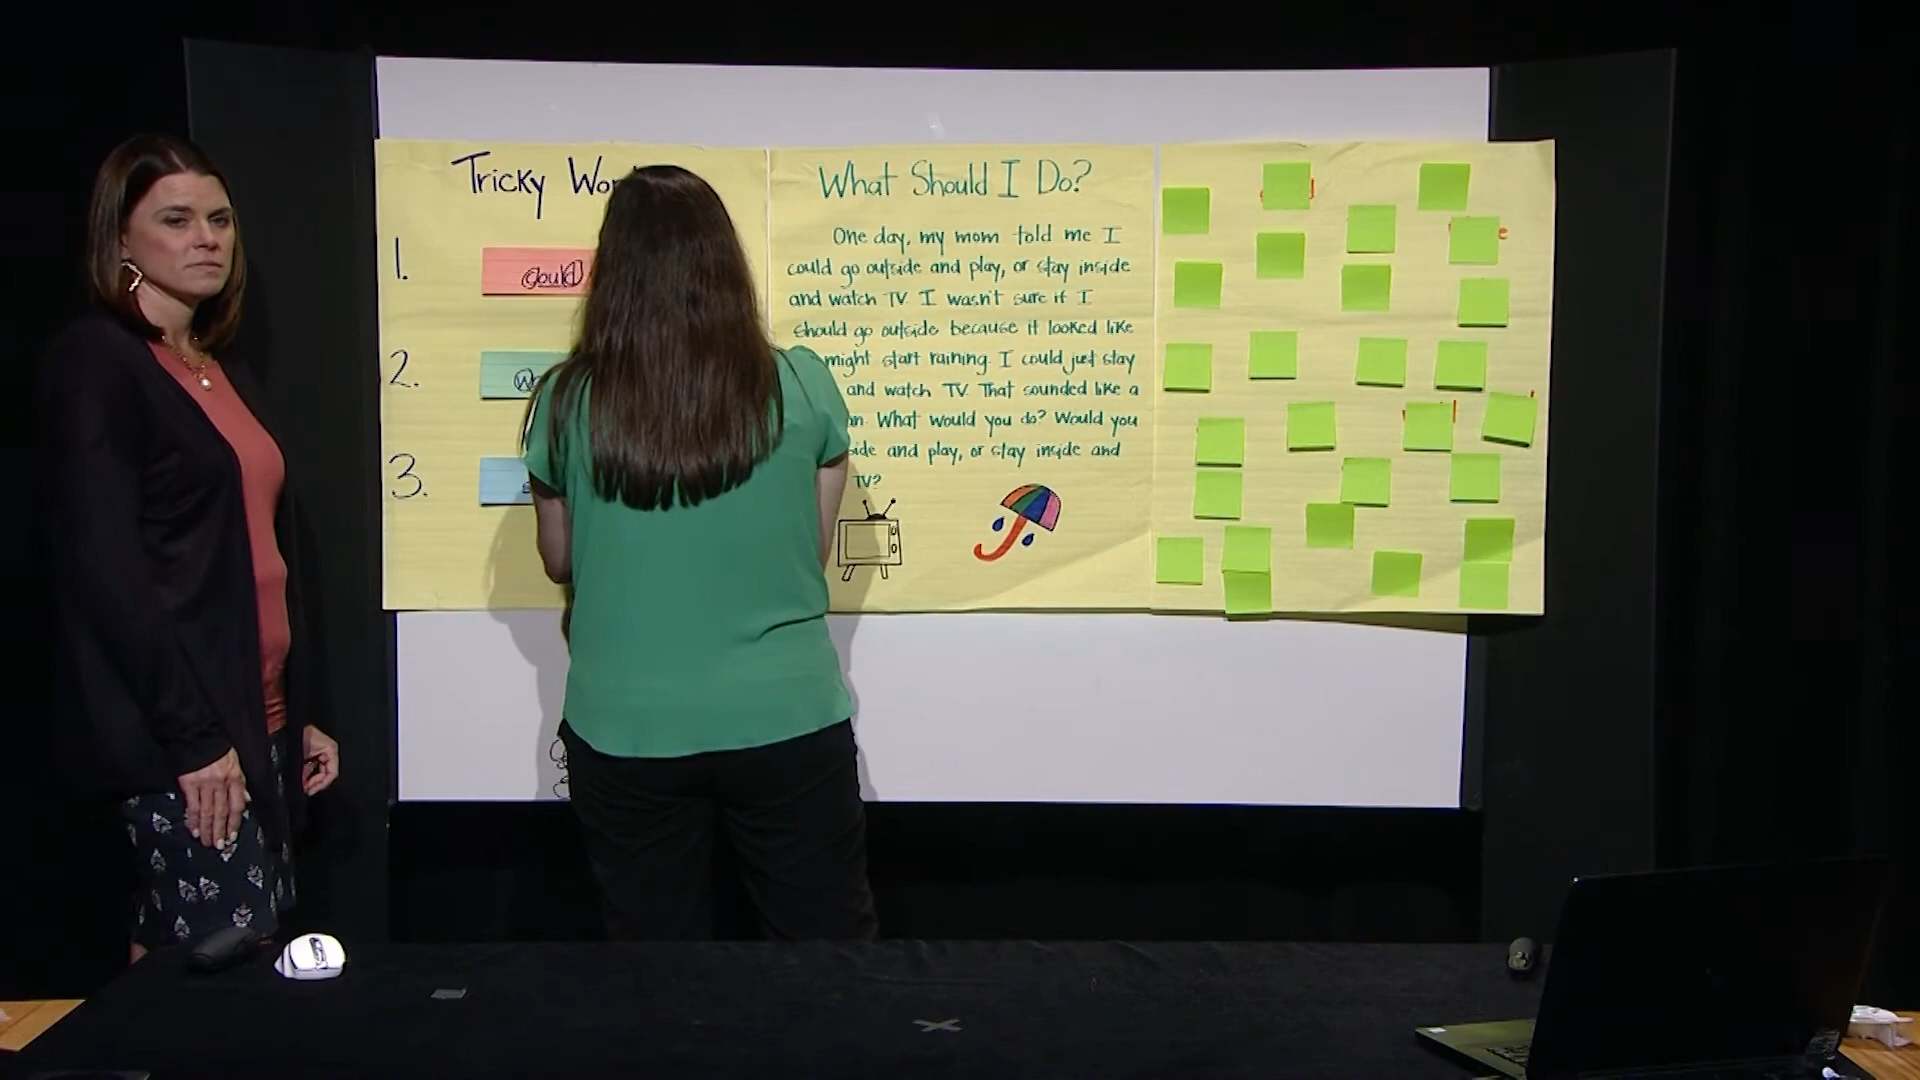 Tricky
1.
could
2.
3.
What Should I Do?
One day, my mom told me I
could go outside and play, or stay inside
and watch TV. I wasn't sure if I
should go outside because it looked like
might start raining. I could just stay
and watch TV. That sounded like a
What would you do? Would you
and play, or stay inside and
TV?